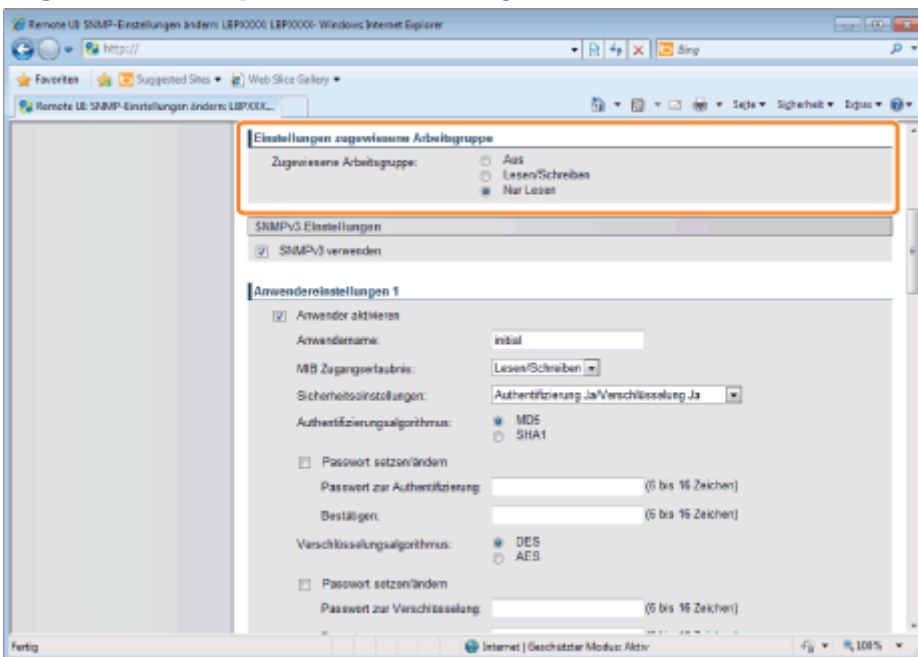 Remote UI: SNMP-Einstellungen ändern: LBPXXXX: LBPXXXX- Windows Internet Explorer
http://
Bing
Favoriten Suggested Sites Web Slice Gallery
Remote UI: SNMP-Einstellungen ändern: LBPXXX...
Seite Sicherheit Extras
Einstellungen zugewiesene Arbeitsgruppe
Zugewiesene Arbeitsgruppe:
Aus
Lesen/Schreiben
Nur Lesen
SNMPv3-Einstellungen
SNMPv3 verwenden
Anwendereinstellungen 1
Anwender aktivieren
Anwendername: initial
MIB Zugangserlaubnis: Lesen/Schreiben
Sicherheitseinstellungen: Authentifizierung Ja/Verschlüsselung Ja
Authentifizierungsalgorithmus: MD5
SHA1
Passwort setzen/ändern
Passwort zur Authentifizierung: (6 bis 16 Zeichen)
Bestätigen: (6 bis 16 Zeichen)
Verschlüsselungsalgorithmus: DES
AES
Passwort setzen/ändern
Passwort zur Verschlüsselung: (6 bis 16 Zeichen)
Fertig Internet | Geschützter Modus: Aktiv 100%